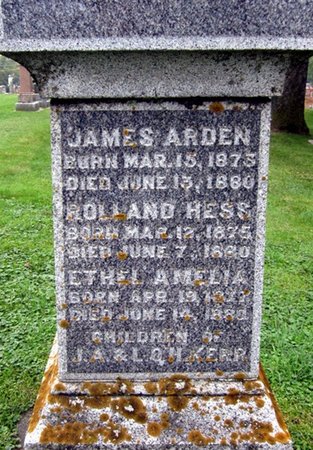 JAMES ARDEN
BORN MAR. 15, 1873
DIED JUNE 13, 1880
ROLLAND HESS
BORN MAR. 12, 1875
DIED JUNE 7, 1880
ETHEL AMELIA
BORN APR. 19, 1877
DIED JUNE 14, 1880
CHILDREN OF
J.A. & L.O.H. KERR